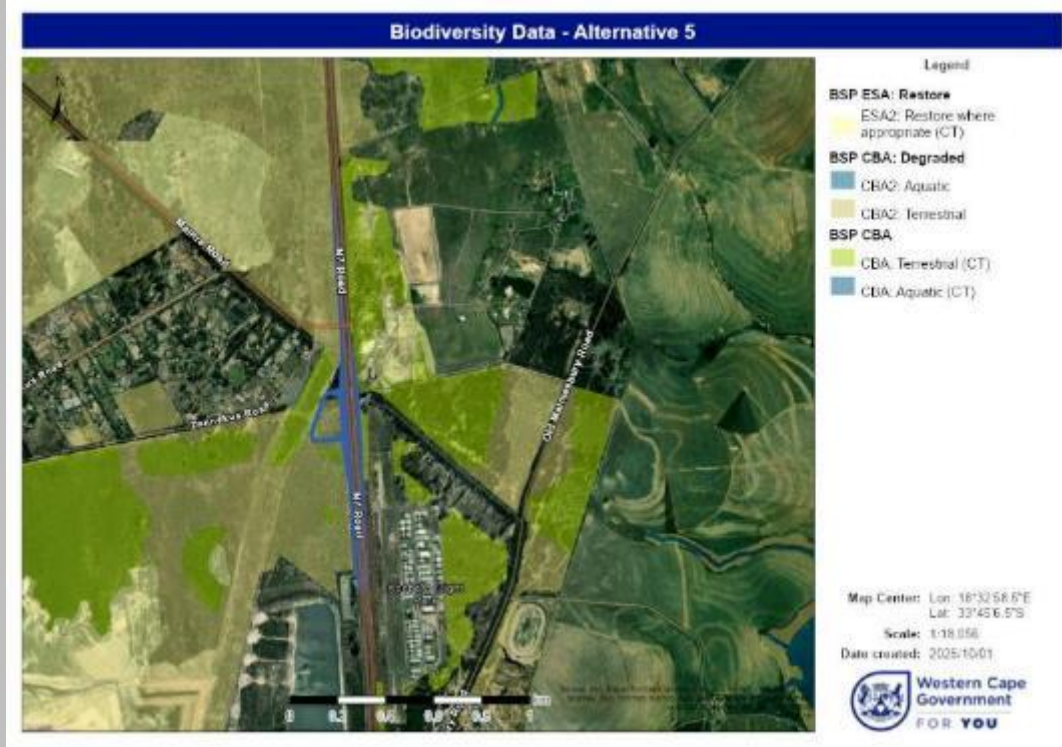 Biodiversity Data - Alternative 5
Legend
BSP ESA: Restore
ESA2: Restore where
appropriate (CT)
BSP CBA: Degraded
CBA2: Aquatic
CBA2: Terrestrial
BSP CBA
CBA: Terrestrial (CT)
CBA: Aquatic (CT)
N7 Road
Road
Old Malmesbury Road
Road
Road
N7 Road
0
1
Map Center: Lon: 18°32'58.6"E
Lat: 33°45'6.5"S
Scale: 1:18,056
Date created: 2025/10/01
Western Cape
Government
FOR YOU